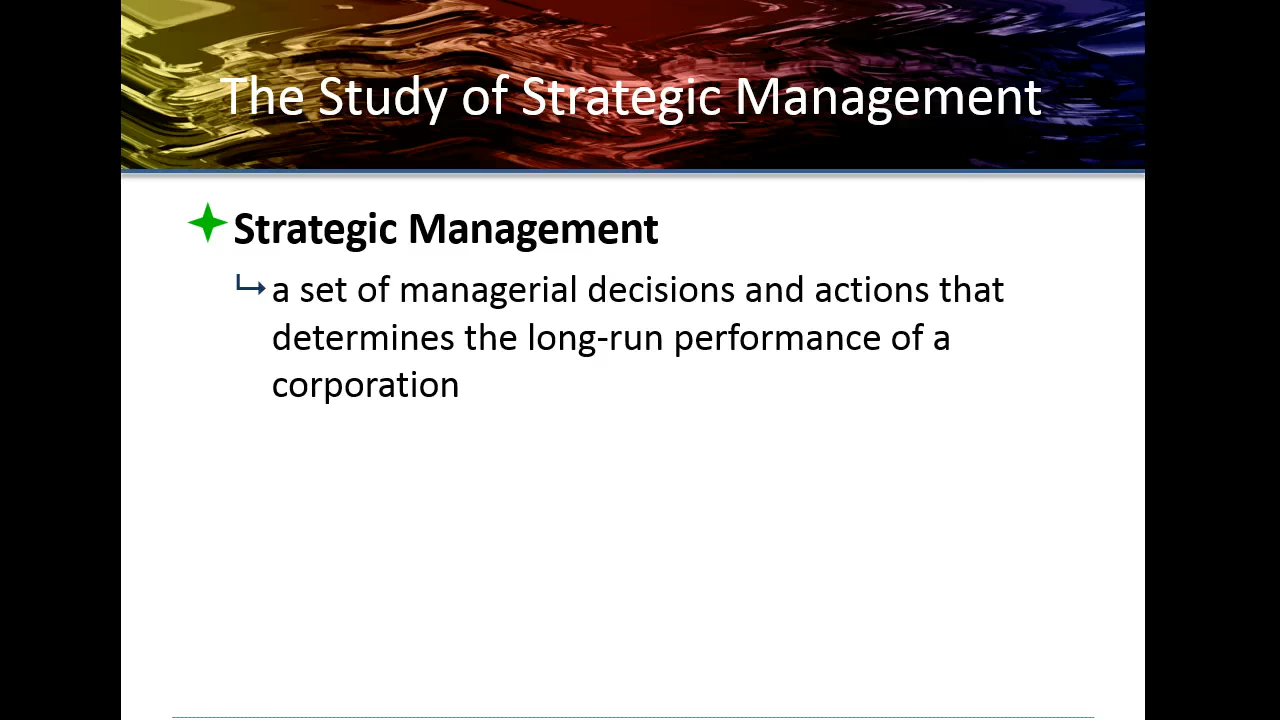 The Study of Strategic Management
Strategic Management
a set of managerial decisions and actions that
determines the long-run performance of a
corporation